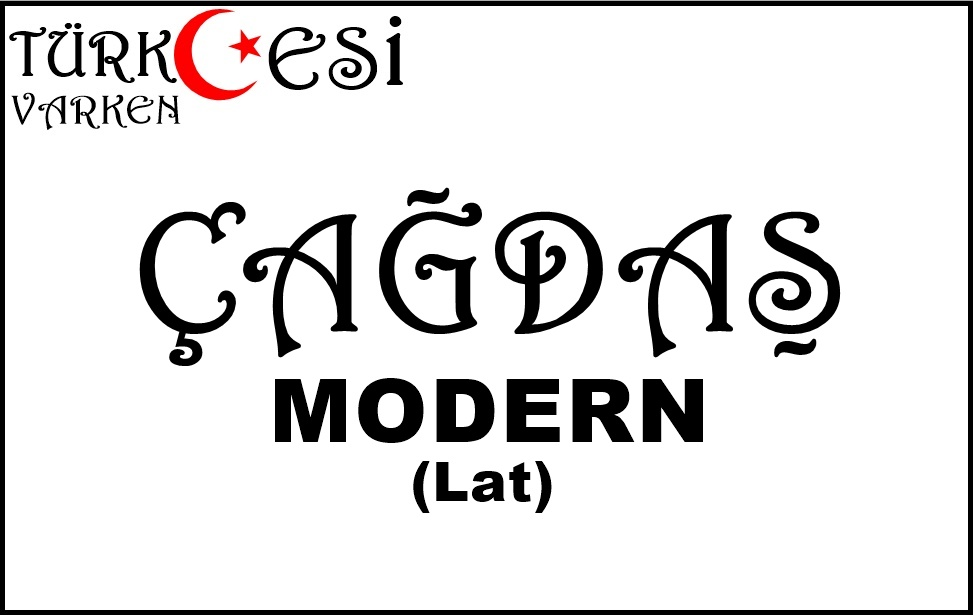 TÜRKÇESİ
VARKEN
ÇAĞDAŞ
MODERN
(Lat)